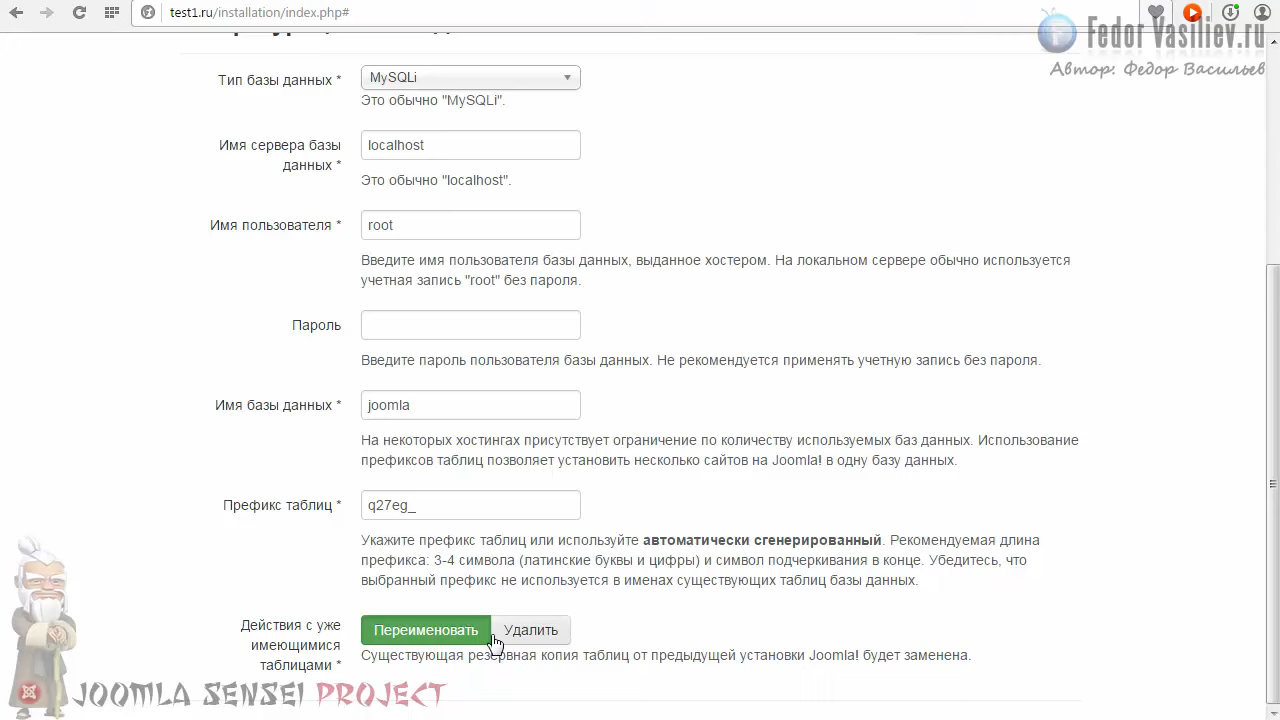 test1.ru/installation/index.php#
Fedor Vasiliev.ru
Автор: Федор Васильев
Тип базы данных *
MySQLi
Это обычно "MySQLi".
Имя сервера базы
данных *
localhost
Это обычно "localhost".
Имя пользователя *
root
Введите имя пользователя базы данных, выданное хостером. На локальном сервере обычно используется
учетная запись "root" без пароля.
Пароль
Введите пароль пользователя базы данных. Не рекомендуется применять учетную запись без пароля.
Имя базы данных *
joomla
На некоторых хостингах присутствует ограничение по количеству используемых баз данных. Использование
префиксов таблиц позволяет установить несколько сайтов на Joomla! в одну базу данных.
Префикс таблиц *
q27eg_
Укажите префикс таблиц или используйте автоматически сгенерированный. Рекомендуемая длина
префикса: 3-4 символа (латинские буквы и цифры) и символ подчеркивания в конце. Убедитесь, что
выбранный префикс не используется в именах существующих таблиц базы данных.
Действия с уже
имеющимися
таблицами *
Переименовать
Удалить
Существующая резервная копия таблиц от предыдущей установки Joomla! будет заменена.
JOOMLA SENSEI PROJECT